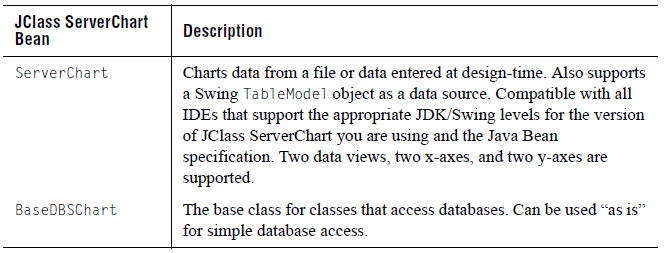 JClass ServerChart
Bean
Description
ServerChart
Charts data from a file or data entered at design-time. Also supports
a Swing TableModel object as a data source. Compatible with all
IDEs that support the appropriate JDK/Swing levels for the version
of JClass ServerChart you are using and the Java Bean
specification. Two data views, two x-axes, and two y-axes are
supported.
BaseDBSChart
The base class for classes that access databases. Can be used “as is”
for simple database access.